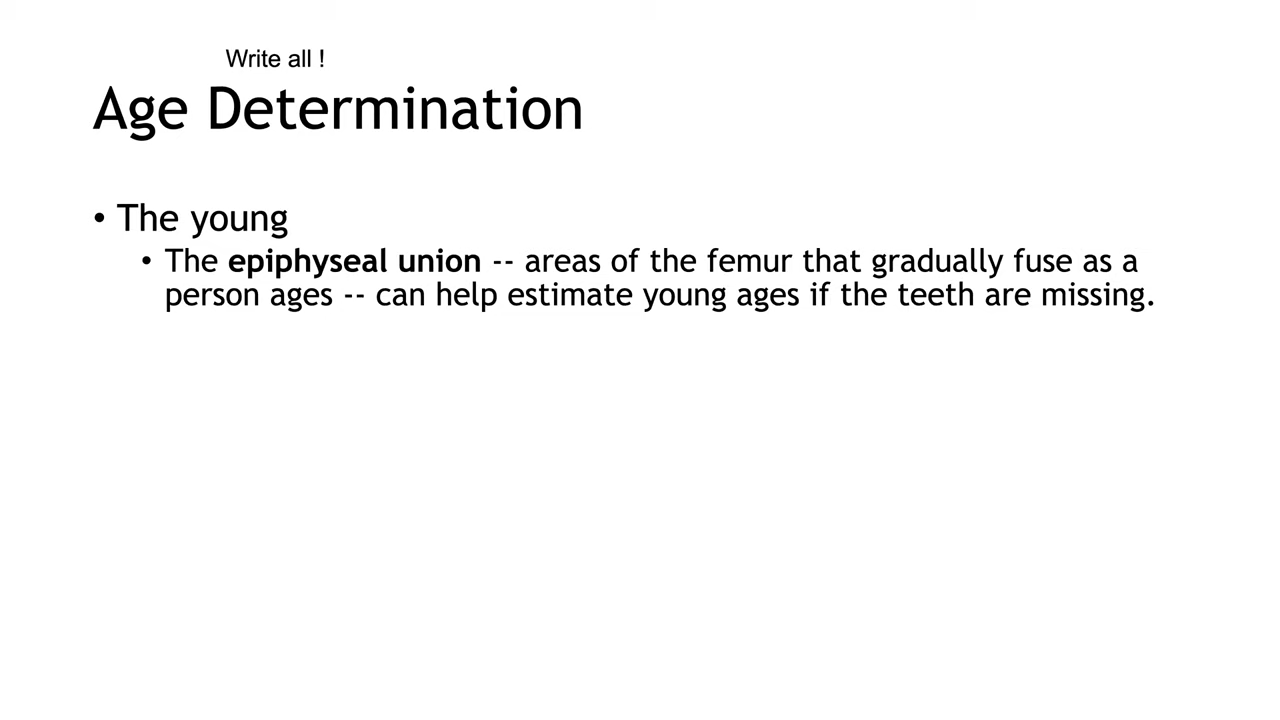 Write all !
Age Determination
• The young
• The epiphyseal union -- areas of the femur that gradually fuse as a
person ages -- can help estimate young ages if the teeth are missing.